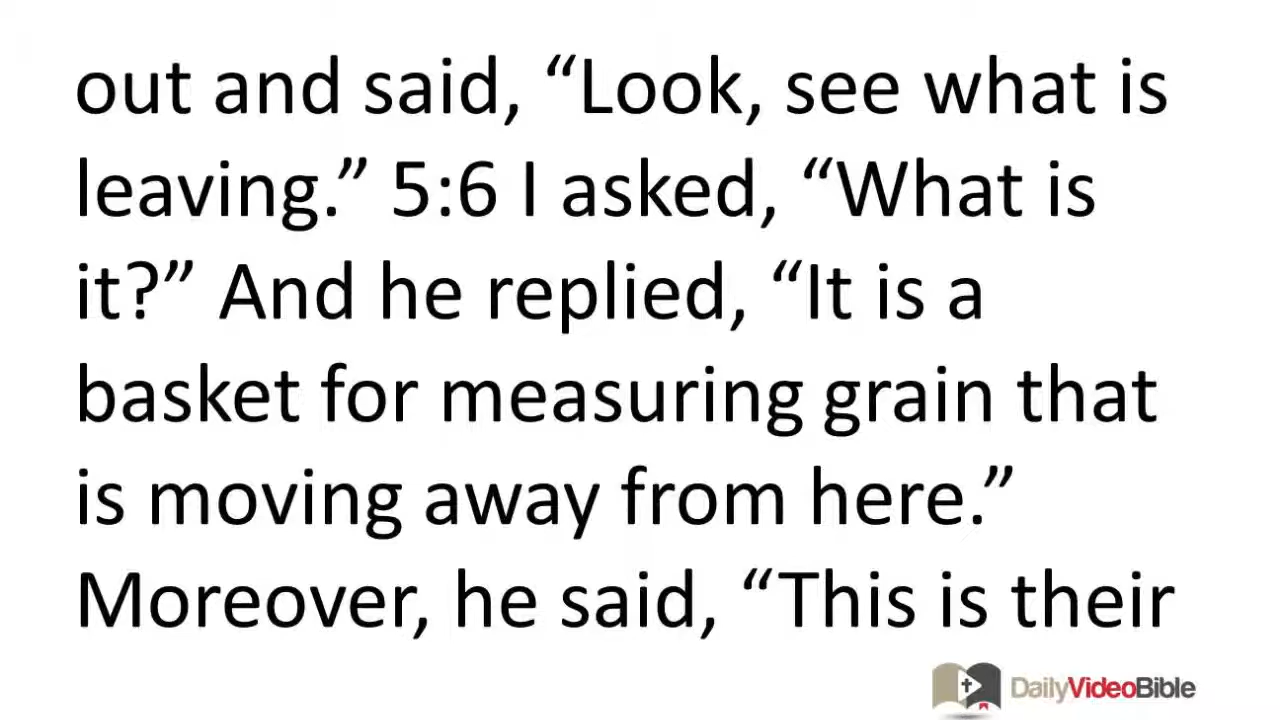 out and said, “Look, see what is
leaving.” 5:6 I asked, “What is
it?” And he replied, “It is a
basket for measuring grain that
is moving away from here.”
Moreover, he said, “This is their
DailyVideoBible